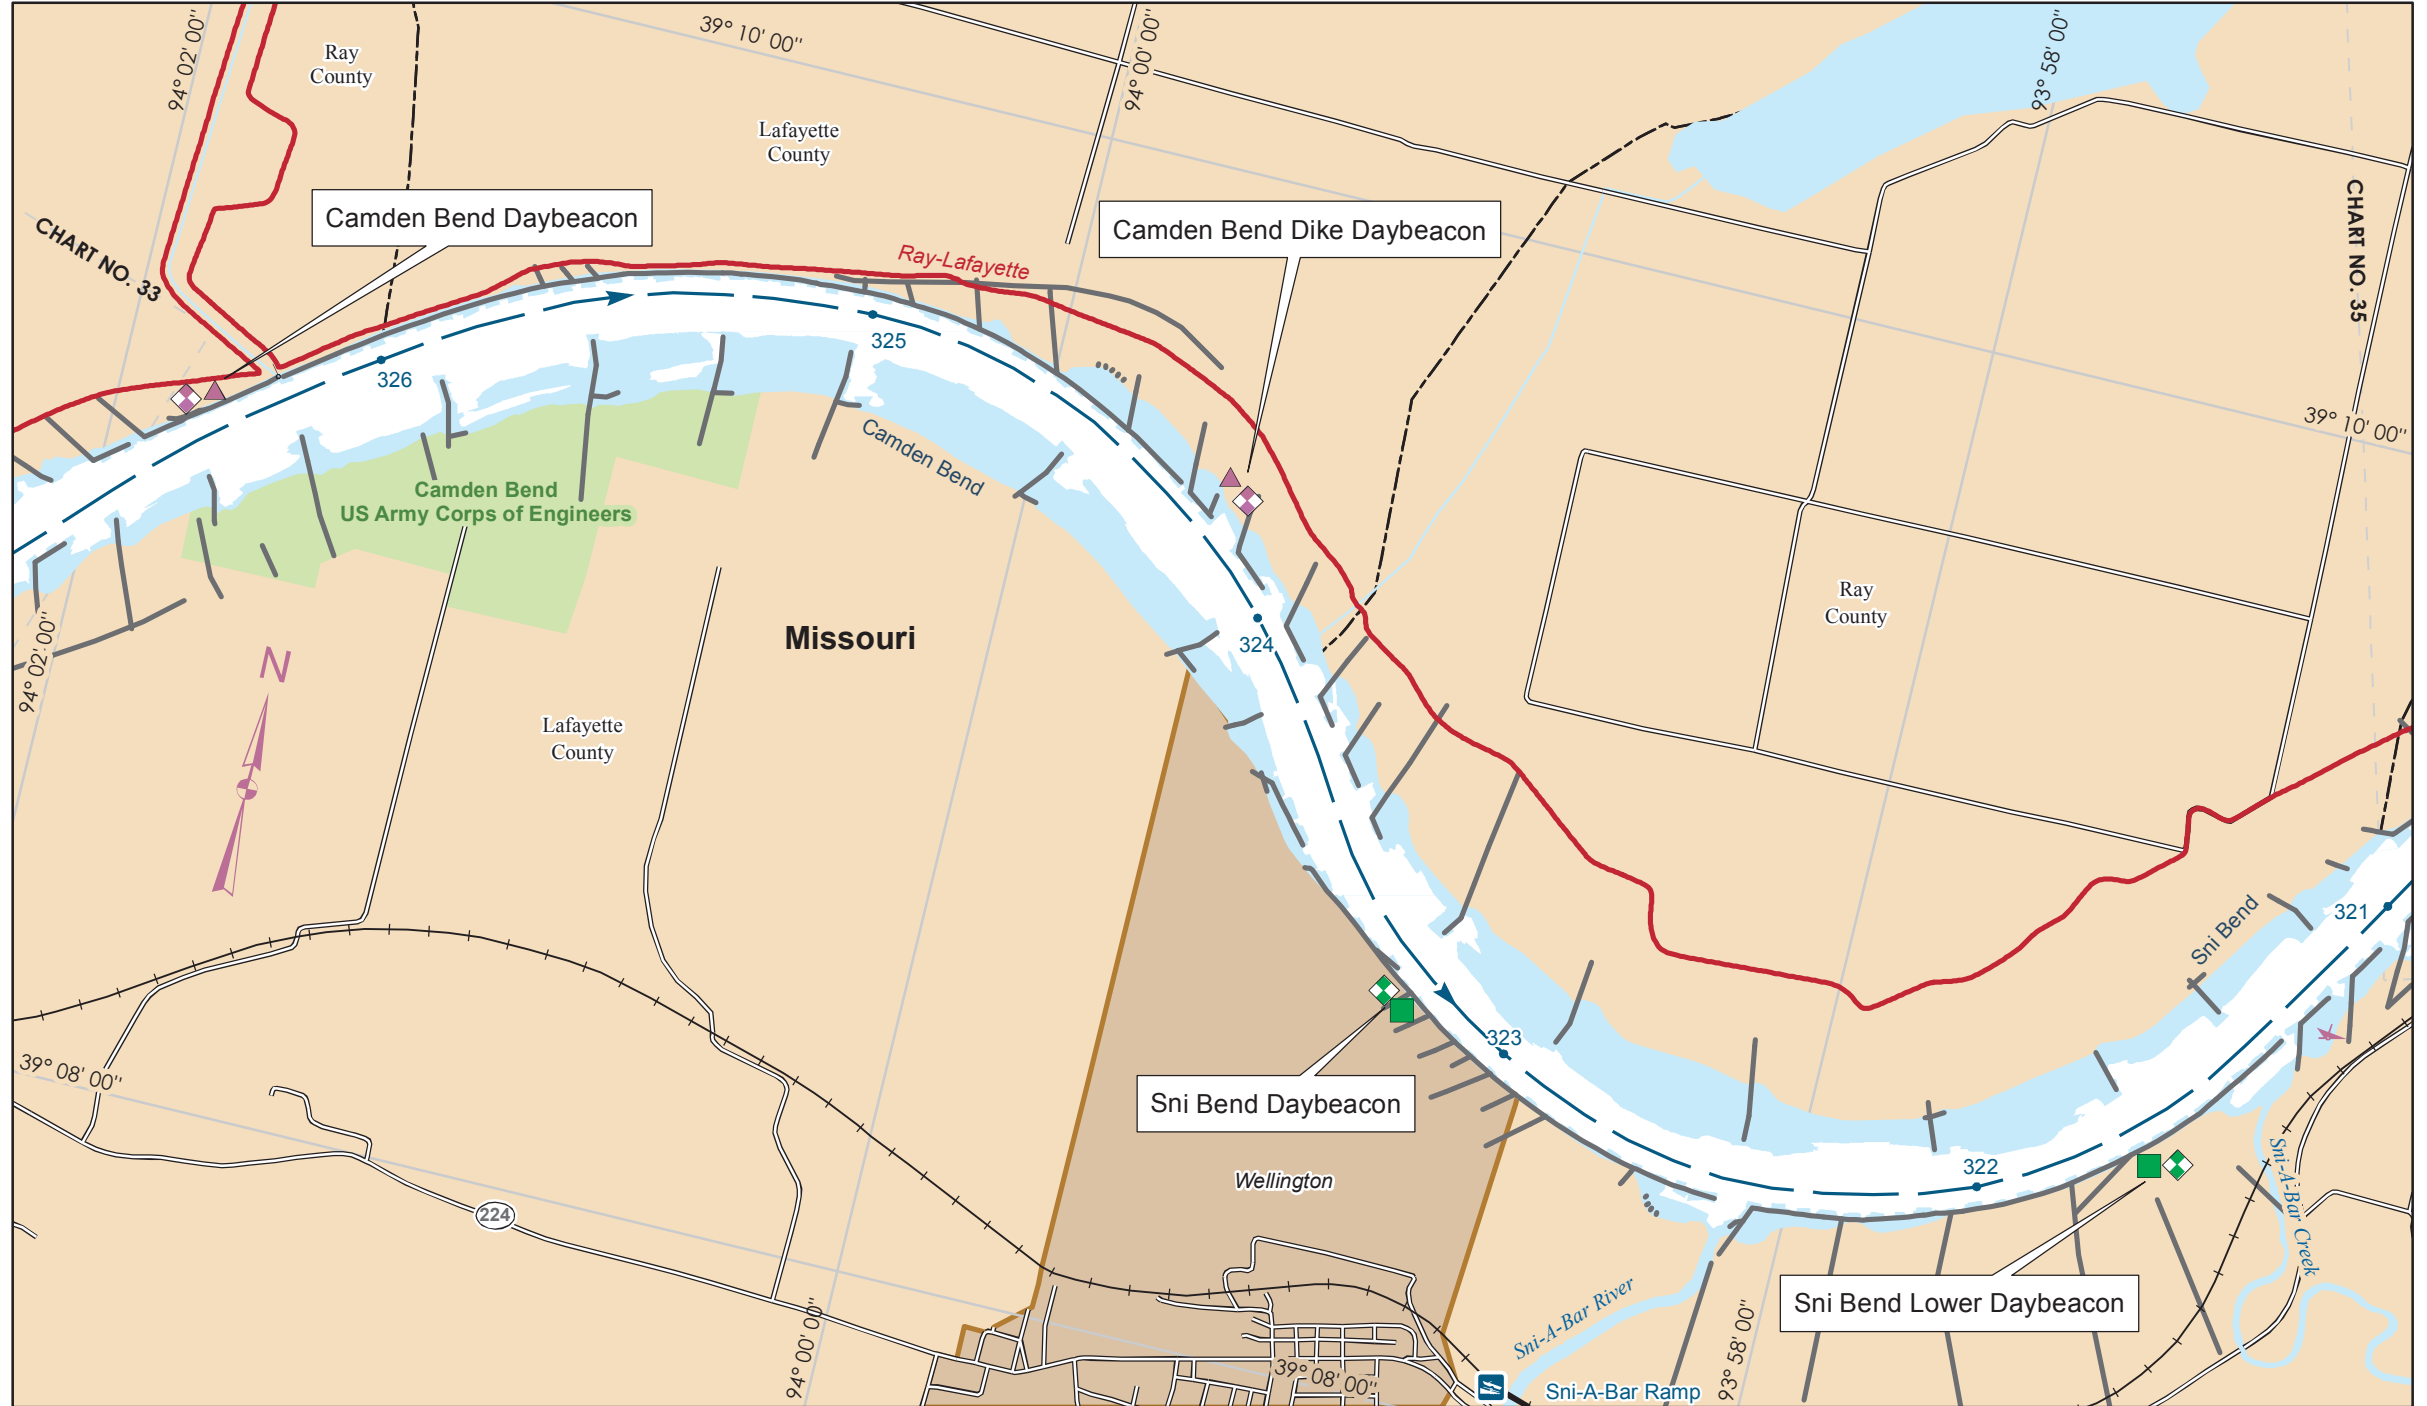 94° 02' 00"
Ray
County
39° 10' 00"
94° 00' 00"
93° 58' 00"
Lafayette
County
CHART NO. 33
Camden Bend Daybeacon
Camden Bend Dike Daybeacon
CHART NO. 35
Ray-Lafayette
325
326
39° 10' 00"
Camden Bend
Camden Bend
US Army Corps of Engineers
Ray
County
324
Missouri
94° 02' 00"
N
Lafayette
County
321
Sni Bend
323
39° 08' 00"
Sni Bend Daybeacon
322
Wellington
Sni-A-Bar Creek
224
Sni Bend Lower Daybeacon
Sni-A-Bar River
94° 00' 00"
39° 08' 00"
93° 58' 00"
Sni-A-Bar Ramp